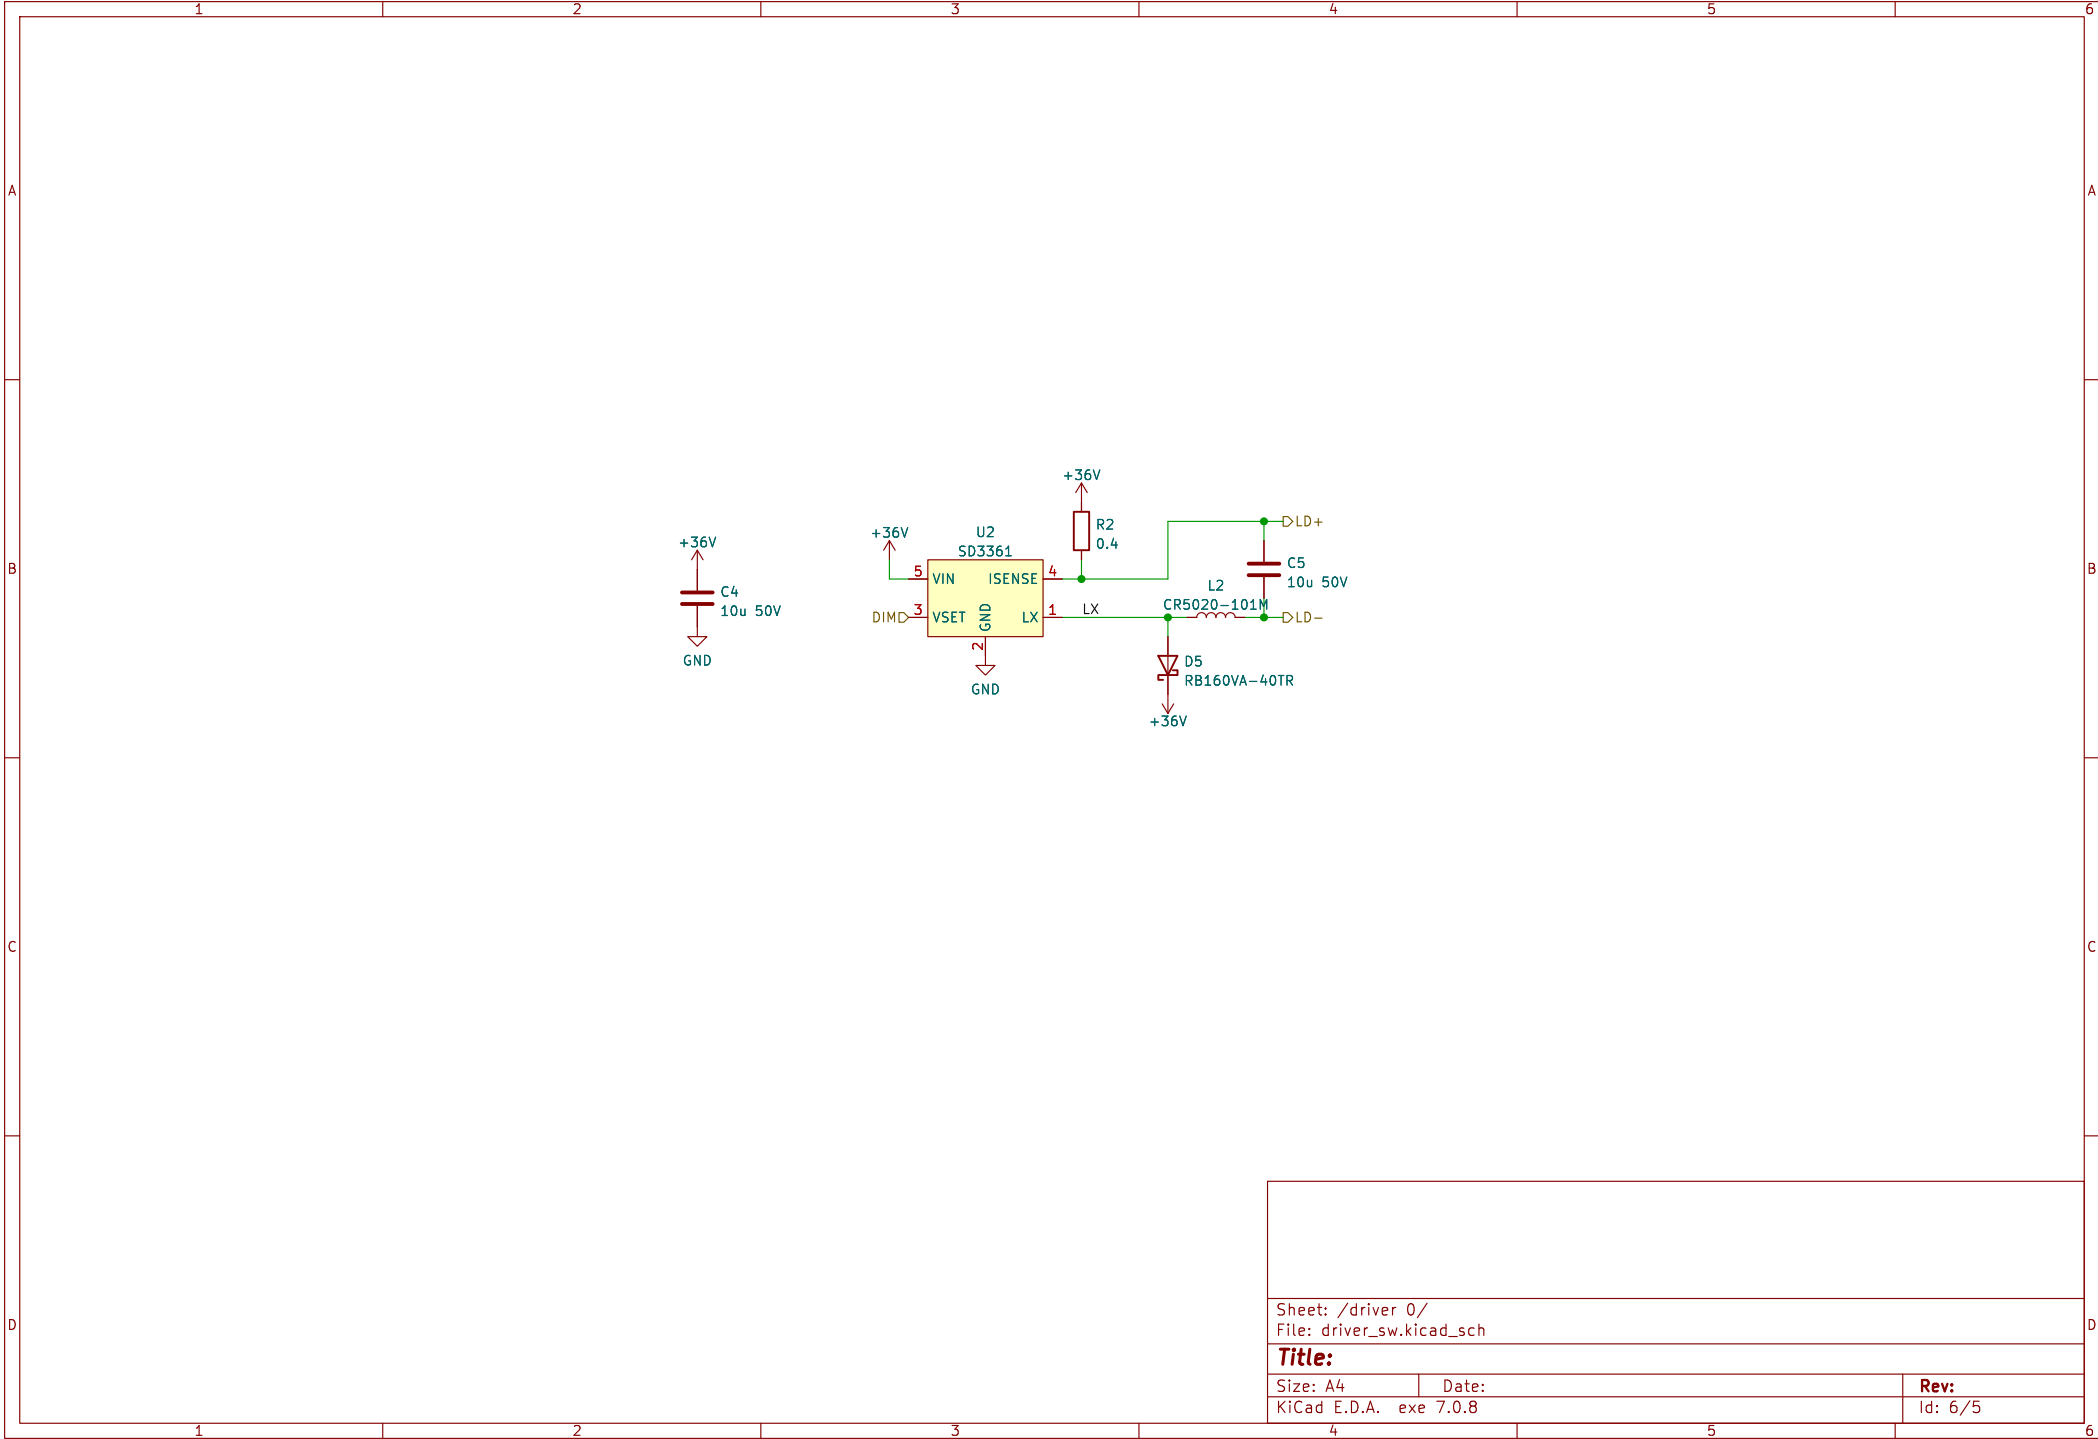 1 2 3 4 5 6
A A
+36V
R2
0.4
+36V
U2
SD3361
LD+
+36V
C4
10u 50V
GND
5 VIN
ISENSE 4
DIM 3 VSET
GND
2
LX 1
LX
GND
C5
10u 50V
L2
CR5020-101M
LD-
D5
RB160VA-40TR
+36V
B B
C C
D D
Sheet: /driver 0/
File: driver_sw.kicad_sch
Title:
Size: A4
Date:
Rev:
KiCad E.D.A. exe 7.0.8
Id: 6/5
1 2 3 4 5 6